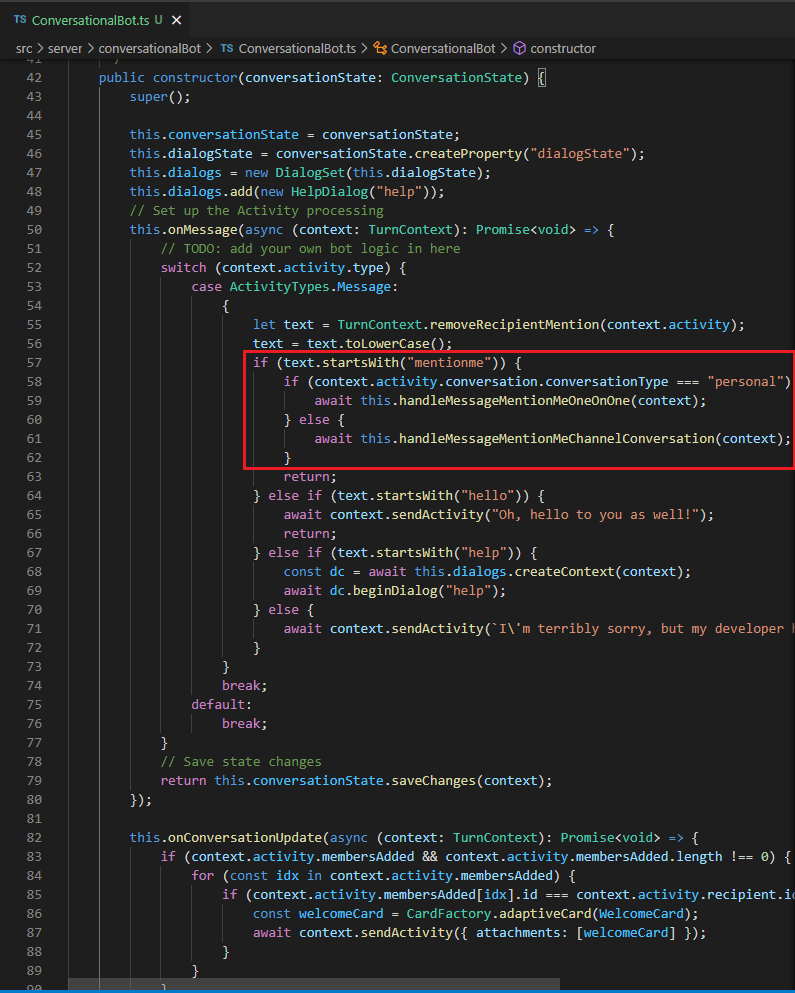 TS ConversationalBot.ts U ✕
src > server > conversationalBot > TS ConversationalBot.ts > ConversationalBot > constructor
41 */
42 public constructor(conversationState: ConversationState) {
43 super();
44
45 this.conversationState = conversationState;
46 this.dialogState = conversationState.createProperty("dialogState");
47 this.dialogs = new DialogSet(this.dialogState);
48 this.dialogs.add(new HelpDialog("help"));
49 // Set up the Activity processing
50 this.onMessage(async (context: TurnContext): Promise<void> => {
51 // TODO: add your own bot logic in here
52 switch (context.activity.type) {
53 case ActivityTypes.Message:
54 {
55 let text = TurnContext.removeRecipientMention(context.activity);
56 text = text.toLowerCase();
57 if (text.startsWith("mentionme")) {
58 if (context.activity.conversation.conversationType === "personal")
59 await this.handleMessageMentionMeOneOnOne(context);
60 } else {
61 await this.handleMessageMentionMeChannelConversation(context);
62 }
63 return;
64 } else if (text.startsWith("hello")) {
65 await context.sendActivity("Oh, hello to you as well!");
66 return;
67 } else if (text.startsWith("help")) {
68 const dc = await this.dialogs.createContext(context);
69 await dc.beginDialog("help");
70 } else {
71 await context.sendActivity(`I\'m terribly sorry, but my developer
72 }
73 }
74 break;
75 default:
76 break;
77 }
78 // Save state changes
79 return this.conversationState.saveChanges(context);
80 });
81
82 this.onConversationUpdate(async (context: TurnContext): Promise<void> => {
83 if (context.activity.membersAdded && context.activity.membersAdded.length !== 0) {
84 for (const idx in context.activity.membersAdded) {
85 if (context.activity.membersAdded[idx].id === context.activity.recipient.id
86 const welcomeCard = CardFactory.adaptiveCard(WelcomeCard);
87 await context.sendActivity({ attachments: [welcomeCard] });
88 }
89 }
90 }